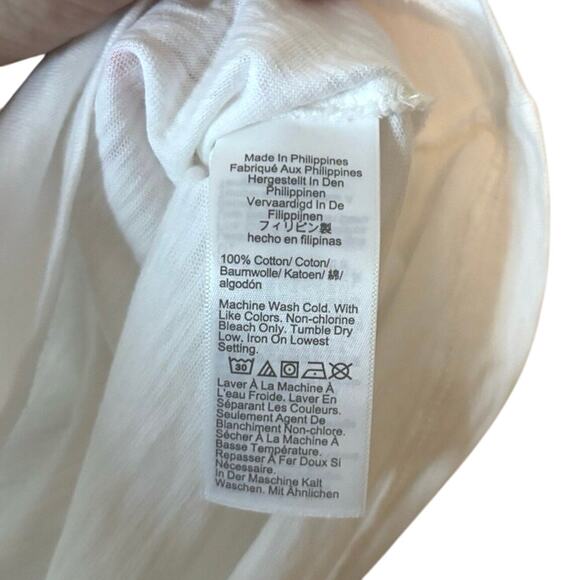 Made In Philippines
Fabriqué Aux Philippines
Hergestellt In Den
Philippinen
Vervaardigd In De
Filippijnen
フィリピン製
hecho en filipinas
100% Cotton/ Coton/
Baumwolle/ Katoen/ 綿/
algodón
Machine Wash Cold. With
Like Colors. Non-chlorine
Bleach Only. Tumble Dry
Low. Iron On Lowest
Setting.
30
Laver À La Machine À
L'eau Froide. Laver En
Séparant Les Couleurs.
Seulement Agent De
Blanchiment Non-chlore.
Sécher À La Machine À
Basse Température.
Repasser À Fer Doux Si
Nécessaire.
In Der Maschine Kalt
Waschen. Mit Ähnlichen